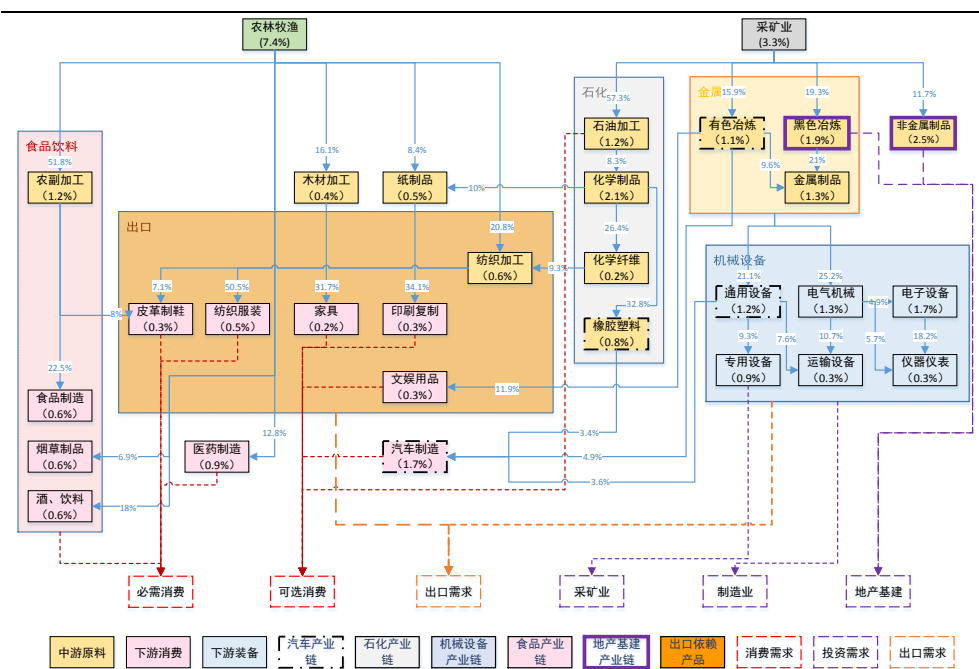 农林牧渔
(7.4%)
采矿业
(3.3%)
石化
金属
57.3%
15.9%
19.3%
11.7%
食品饮料
51.8%
16.1%
8.4%
石油加工
(1.2%)
有色冶炼
(1.1%)
黑色冶炼
(1.9%)
非金属制品
(2.5%)
8.3%
9.6%
21%
农副加工
(1.2%)
木材加工
(0.4%)
纸制品
(0.5%)
10%
化学制品
(2.1%)
金属制品
(1.3%)
出口
20.8%
26.4%
纺织加工
(0.6%)
9.3%
化学纤维
(0.2%)
机械设备
21.1%
25.2%
7.1%
50.5%
31.7%
34.1%
32.8%
通用设备
(1.2%)
电气机械
(1.3%)
4.9%
电子设备
(1.7%)
8%
皮革制鞋
(0.3%)
纺织服装
(0.5%)
家具
(0.2%)
印刷复制
(0.3%)
橡胶塑料
(0.8%)
9.3%
7.6%
10.7%
5.7%
18.2%
专用设备
(0.9%)
运输设备
(0.3%)
仪器仪表
(0.3%)
22.5%
文娱用品
(0.3%)
11.9%
食品制造
(0.6%)
12.8%
3.4%
烟草制品
(0.6%)
6.9%
医药制造
(0.9%)
汽车制造
(1.7%)
4.9%
3.6%
酒、饮料
(0.6%)
18%
必需消费
可选消费
出口需求
采矿业
制造业
地产基建
中游原料
下游消费
下游装备
汽车产业
链
石化产业
链
机械设备
产业链
食品产业
链
地产基建
产业链
出口依赖
产品
消费需求
投资需求
出口需求